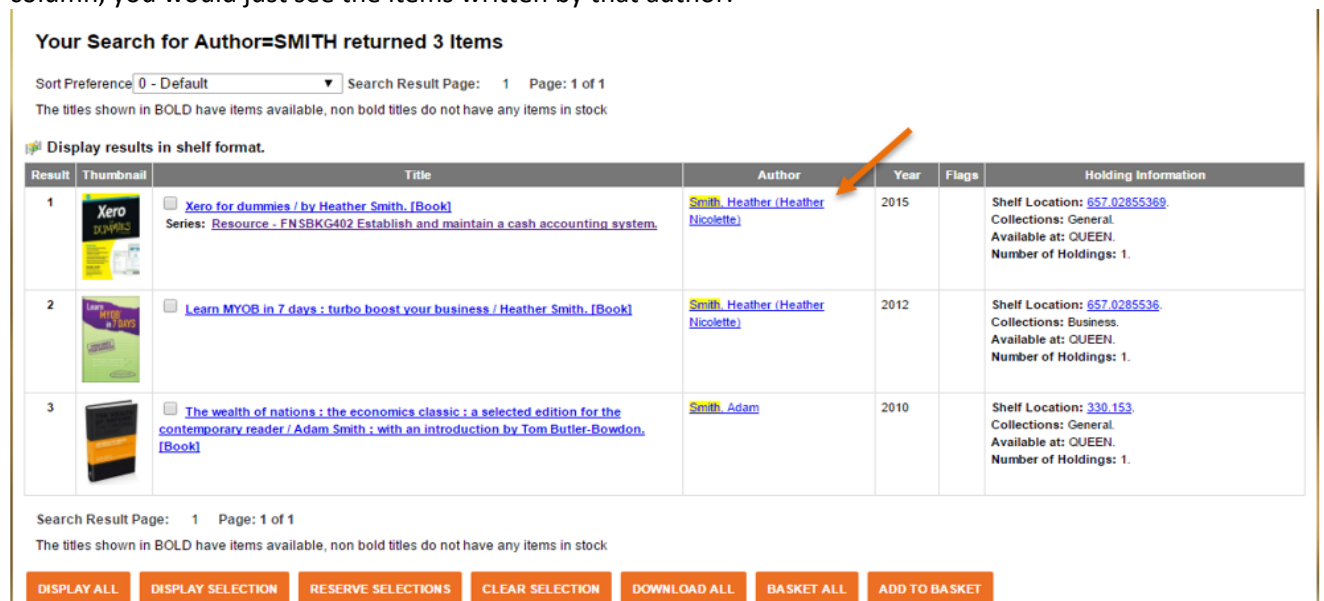 column, you would just see the items written by that author.
Your Search for Author=SMITH returned 3 Items
Sort Preference 0 - Default ▼ Search Result Page: 1 Page: 1 of 1
The titles shown in BOLD have items available, non bold titles do not have any items in stock
Display results in shelf format.
Result Thumbnail Title Author Year Flags Holding Information
1 Xero for dummies / by Heather Smith. [Book] Smith, Heather (Heather 2015 Shelf Location: 657.02855369.
Series: Resource - FNSBKG402 Establish and maintain a cash accounting system. Nicolette) Collections: General.
Xero
DUMMIES
Available at: QUEEN.
Number of Holdings: 1.
2 Learn MYOB in 7 days : turbo boost your business / Heather Smith. [Book] Smith, Heather (Heather 2012 Shelf Location: 657.0285536.
Learn
MYOB
in 7 DAYS
Nicolette) Collections: Business.
Available at: QUEEN.
Number of Holdings: 1.
3 The wealth of nations : the economics classic : a selected edition for the Smith, Adam 2010 Shelf Location: 330.153.
contemporary reader / Adam Smith ; with an introduction by Tom Butler-Bowdon. Collections: General.
[Book] Available at: QUEEN.
Number of Holdings: 1.
Search Result Page: 1 Page: 1 of 1
The titles shown in BOLD have items available, non bold titles do not have any items in stock
DISPLAY ALL DISPLAY SELECTION RESERVE SELECTIONS CLEAR SELECTION DOWNLOAD ALL BASKET ALL ADD TO BASKET